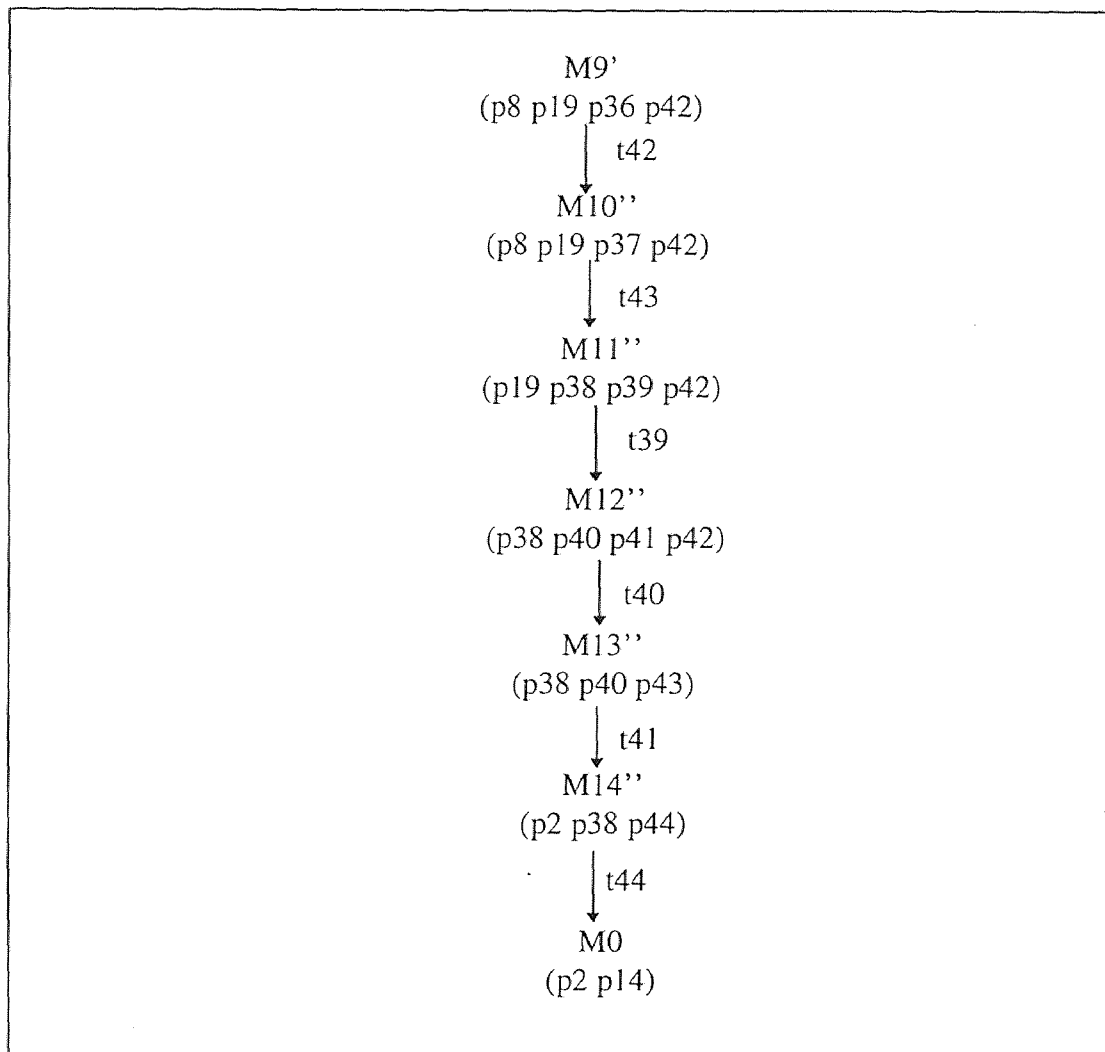 M9'
(p8 p19 p36 p42)
t42
M10''
(p8 p19 p37 p42)
t43
M11''
(p19 p38 p39 p42)
t39
M12''
(p38 p40 p41 p42)
t40
M13''
(p38 p40 p43)
t41
M14''
(p2 p38 p44)
t44
M0
(p2 p14)